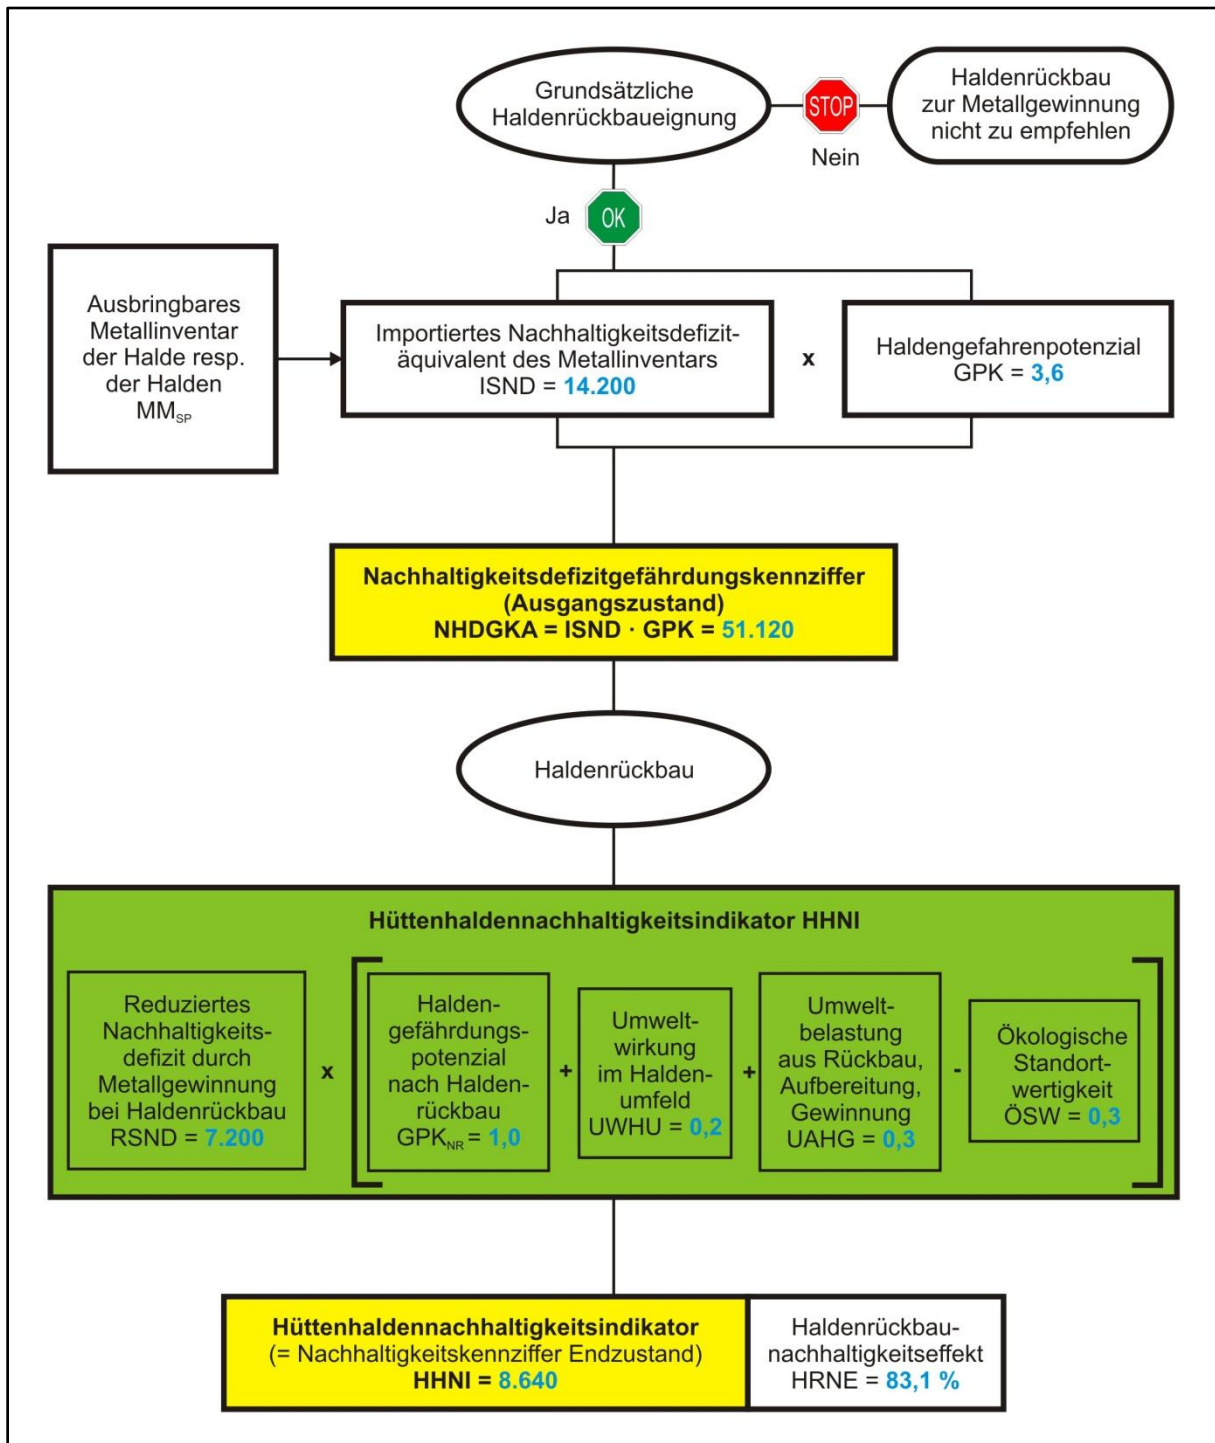 Grundsätzliche
Haldenrückbaueignung
STOP
Nein
Haldenrückbau
zur Metallgewinnung
nicht zu empfehlen
Ja
OK
Ausbringbares
Metallinventar
der Halde resp.
der Halden
MM_SP
Importiertes Nachhaltigkeitsdefizit-
äquivalent des Metallinventars
ISND = 14.200
x
Haldengefahrenpotenzial
GPK = 3,6
Nachhaltigkeitsdefizitgefährdungskennziffer
(Ausgangszustand)
NHDGKA = ISND · GPK = 51.120
Haldenrückbau
Hüttenhaldennachhaltigkeitsindikator HHNI
Reduziertes
Nachhaltigkeits-
defizit durch
Metallgewinnung
bei Haldenrückbau
RSND = 7.200
x
Halden-
gefährdungs-
potenzial
nach Halden-
rückbau
GPK_NR = 1,0
+
Umwelt-
wirkung
im Halden-
umfeld
UWHU = 0,2
+
Umwelt-
belastung
aus Rückbau,
Aufbereitung,
Gewinnung
UAHG = 0,3
-
Ökologische
Standort-
wertigkeit
ÖSW = 0,3
Hüttenhaldennachhaltigkeitsindikator
(= Nachhaltigkeitskennziffer Endzustand)
HHNI = 8.640
Haldenrückbau-
nachhaltigkeitseffekt
HRNE = 83,1 %